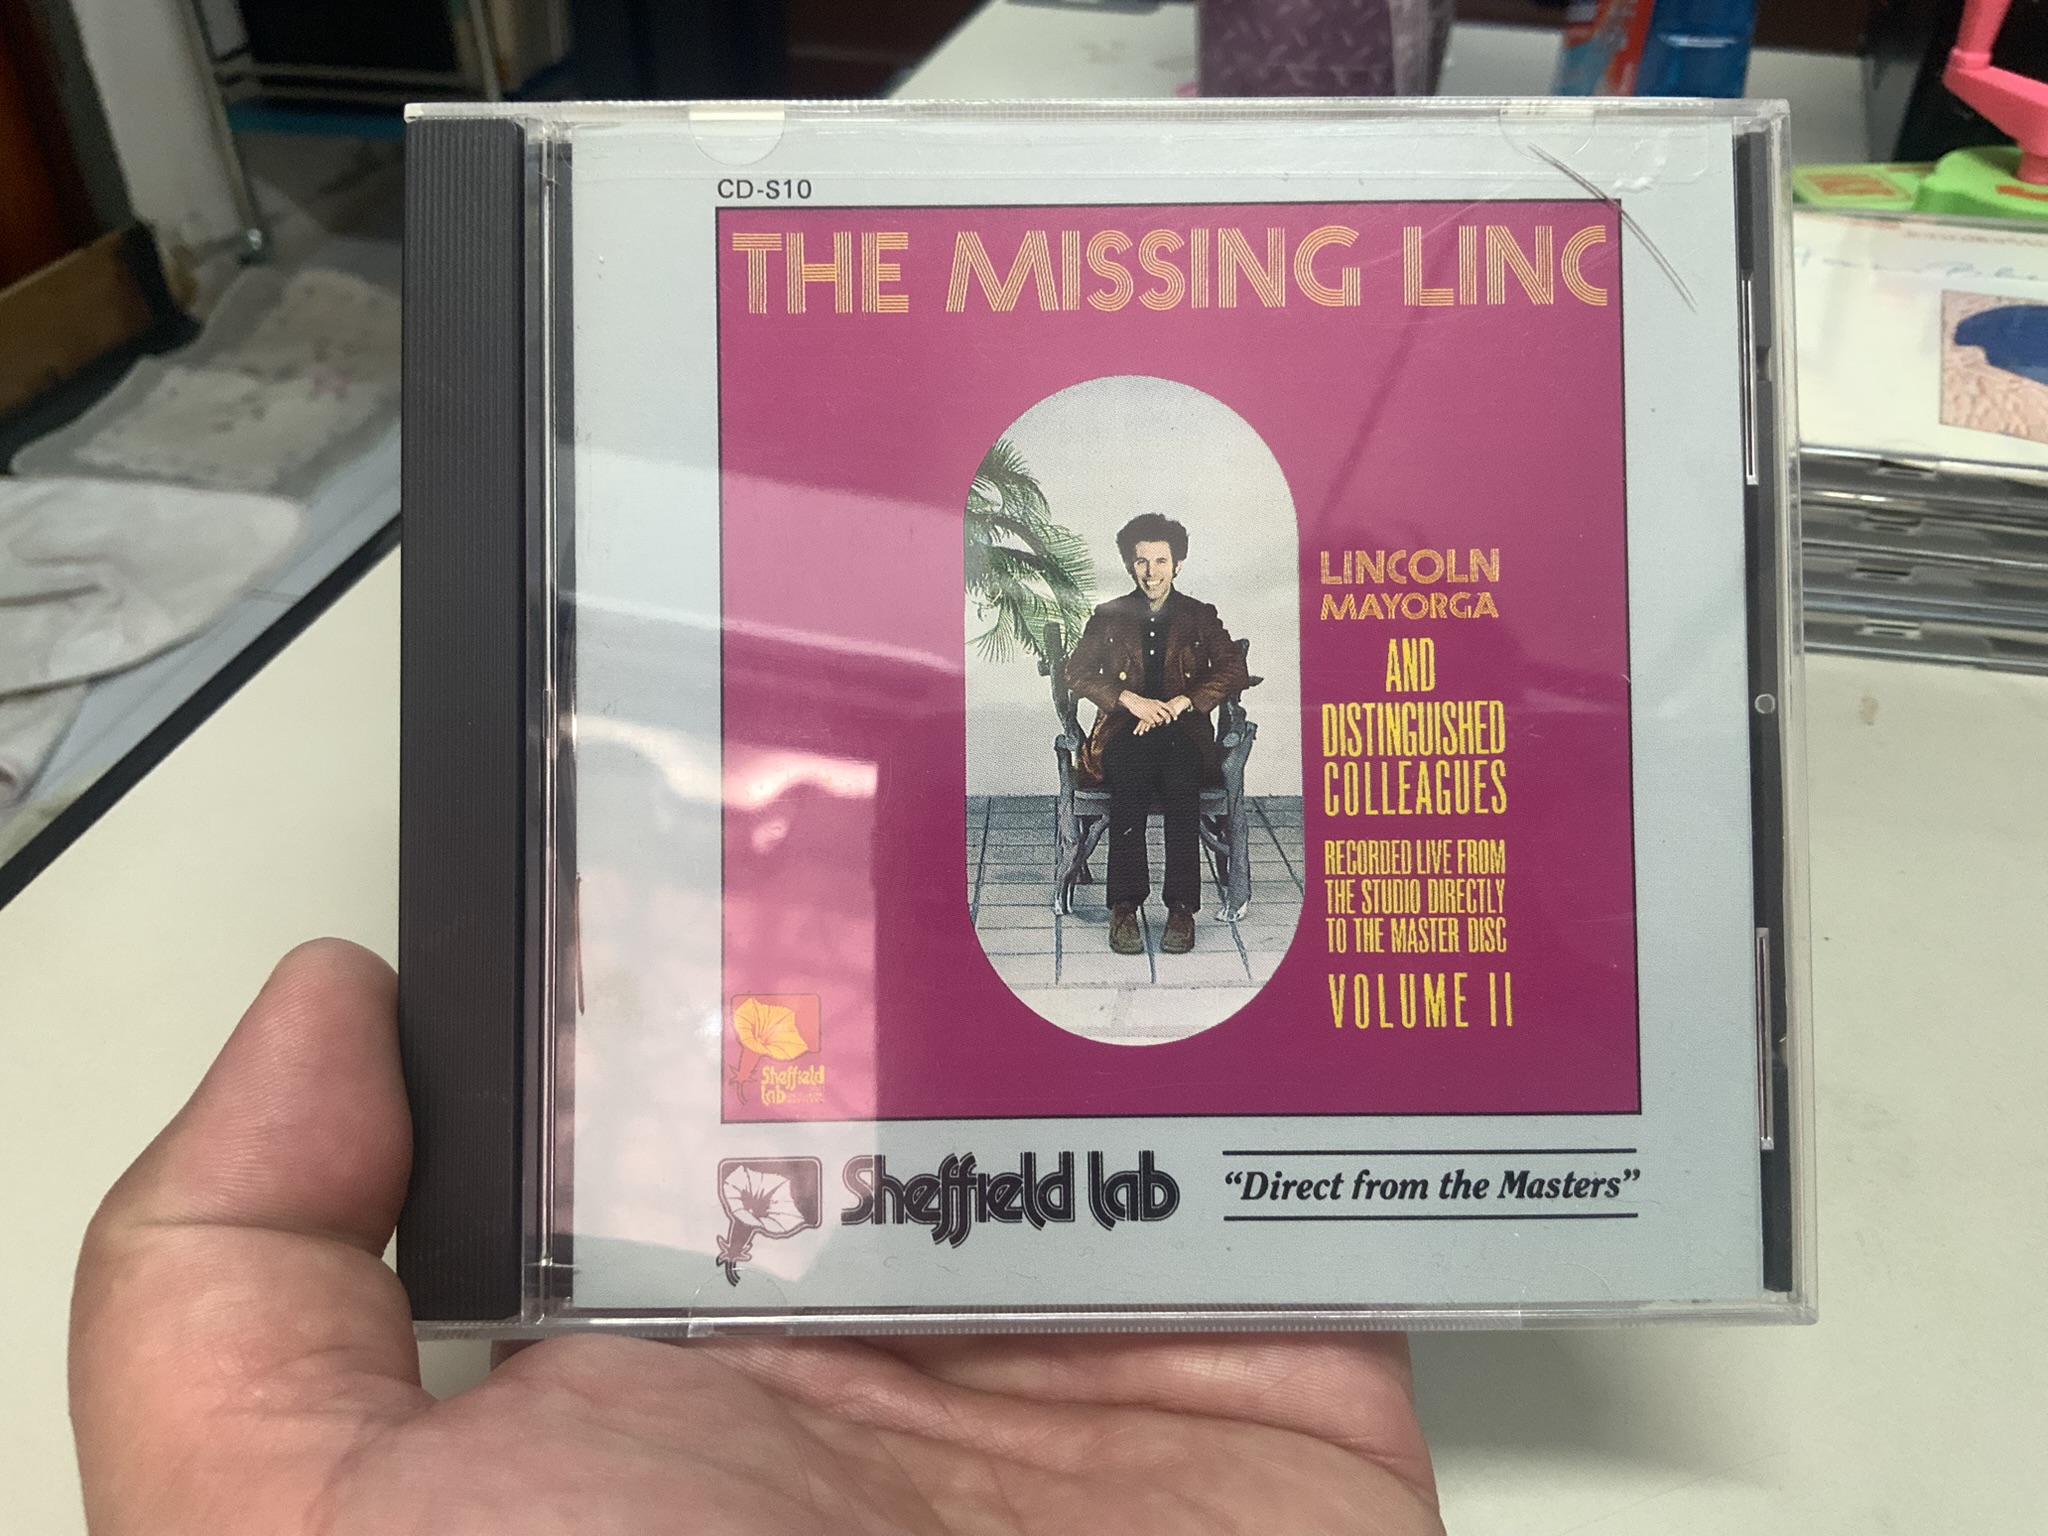 CD-S10
THE MISSING LINC
LINCOLN
MAYORGA
AND
DISTINGUISHED
COLLEAGUES
RECORDED LIVE FROM
THE STUDIO DIRECTLY
TO THE MASTER DISC
VOLUME II
Sheffield
lab
Sheffield lab
“Direct from the Masters”